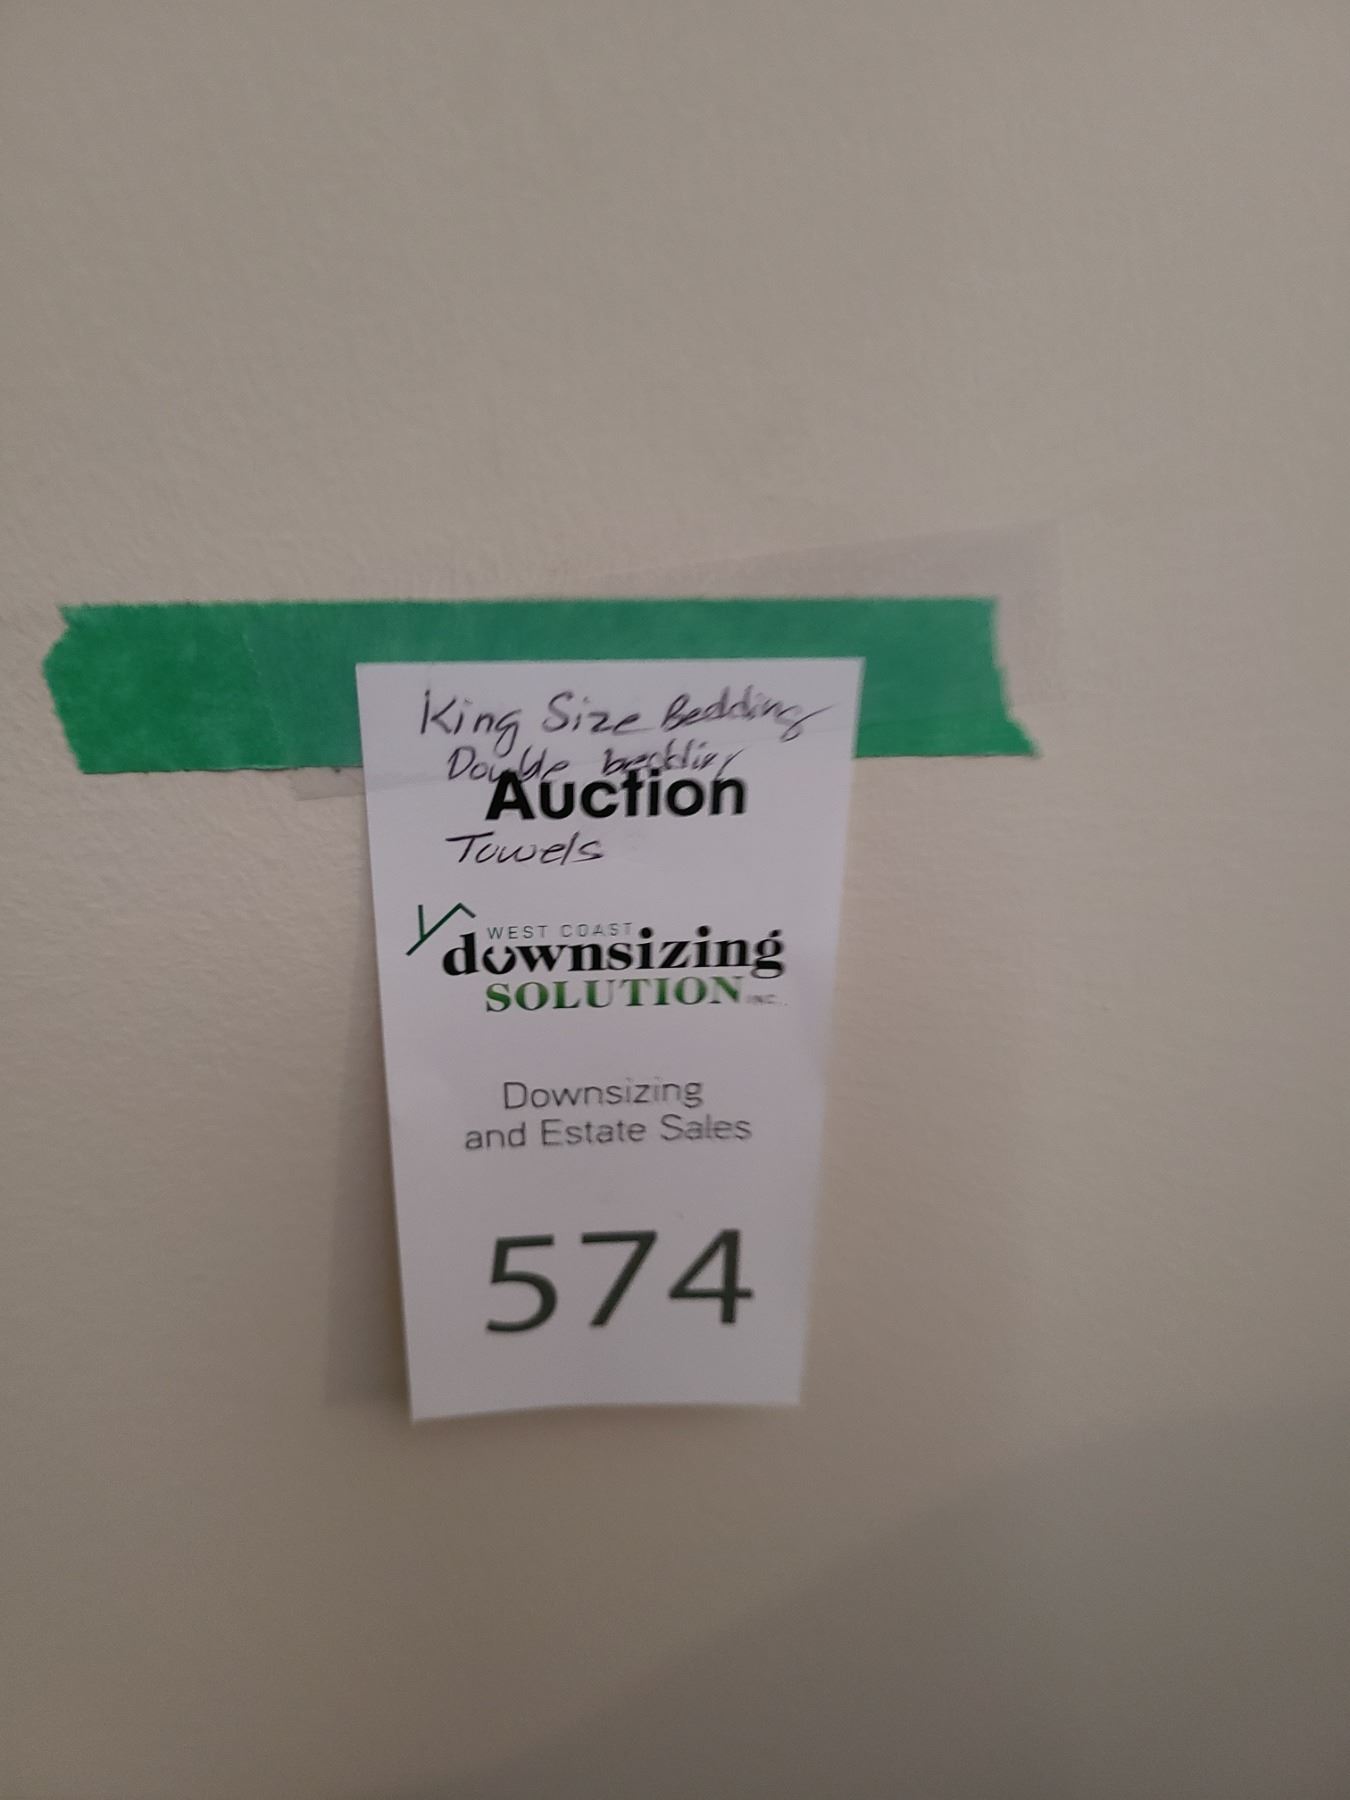 King Size Bedding
Double bedding
Auction
Towels
WEST COAST
downsizing
SOLUTION INC.
Downsizing
and Estate Sales
574